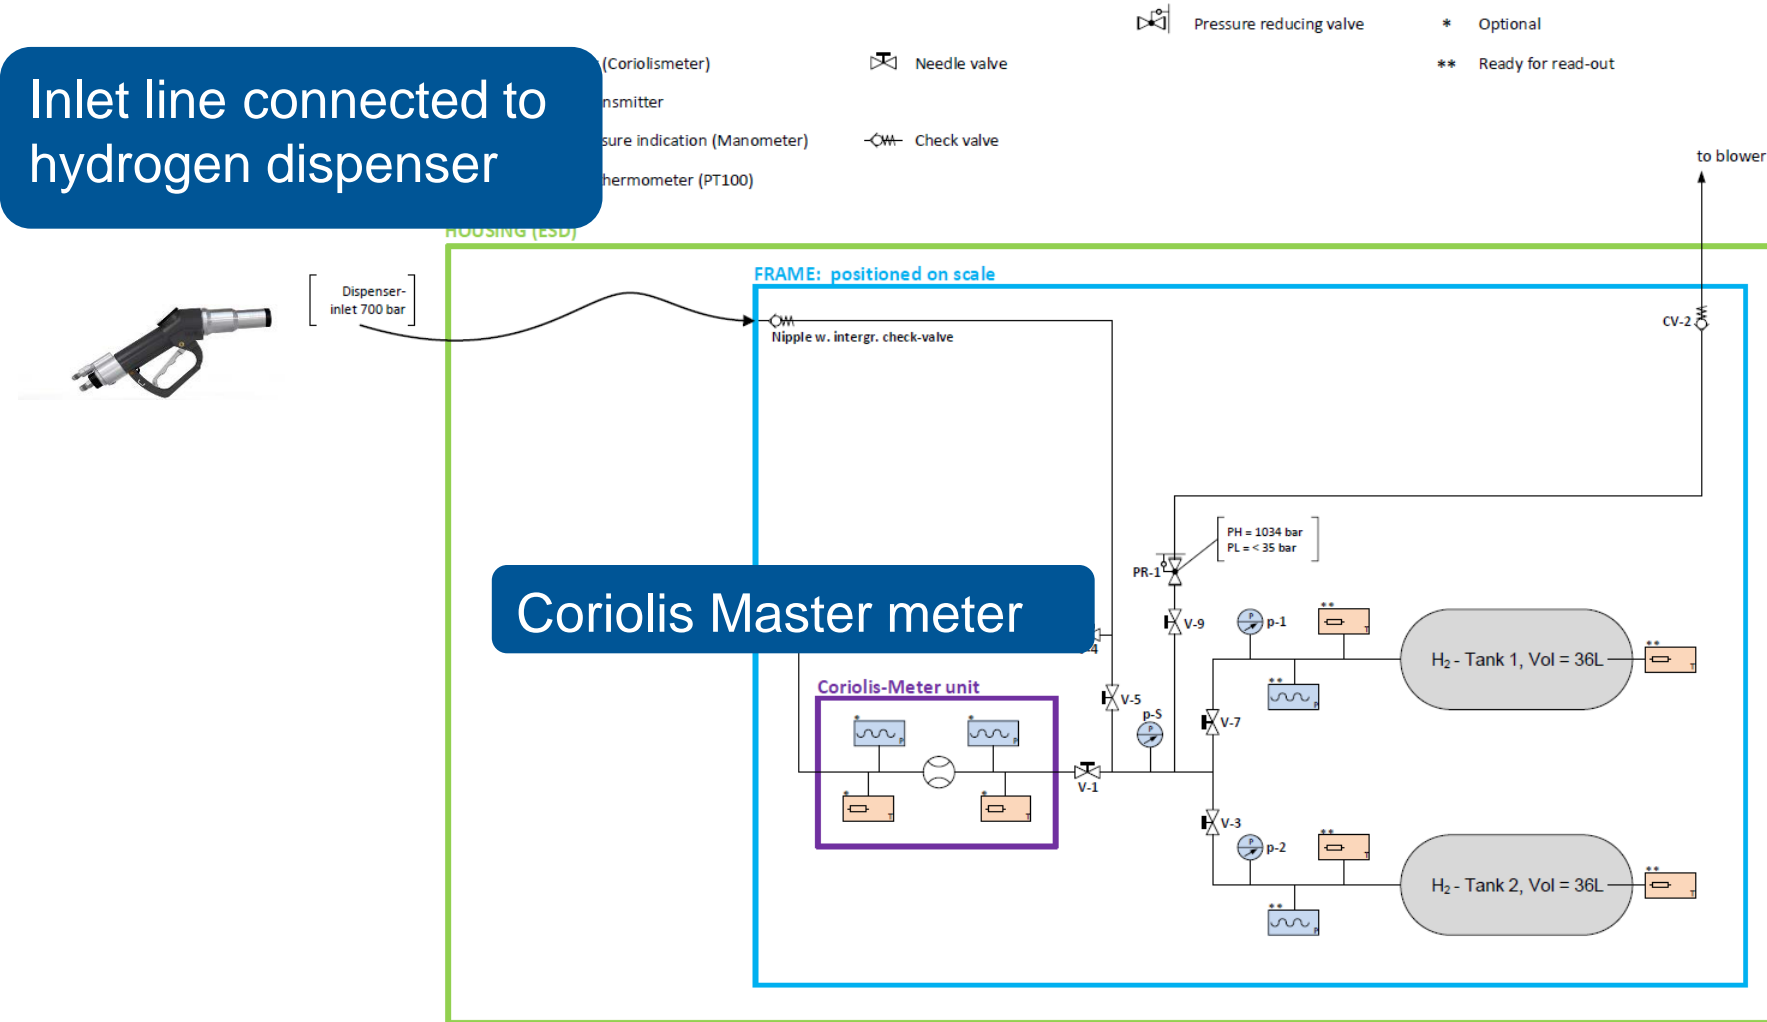 Pressure reducing valve
* Optional
(Coriolismeter)
Needle valve
** Ready for read-out
Inlet line connected to
hydrogen dispenser
nsmitter
sure indication (Manometer)
Check valve
hermometer (PT100)
to blower
HOUSING (ESD)
FRAME: positioned on scale
Dispenser-
inlet 700 bar
Nipple w. intergr. check-valve
CV-2
PH = 1034 bar
PL = < 35 bar
PR-1
Coriolis Master meter
V-9
p-1
**
T
-4
H₂ - Tank 1, Vol = 36L
**
T
Coriolis-Meter unit
V-5
**
P
p-S
P
V-7
*
P
*
P
V-1
*
T
*
T
V-3
P
p-2
**
T
H₂ - Tank 2, Vol = 36L
**
T
**
P